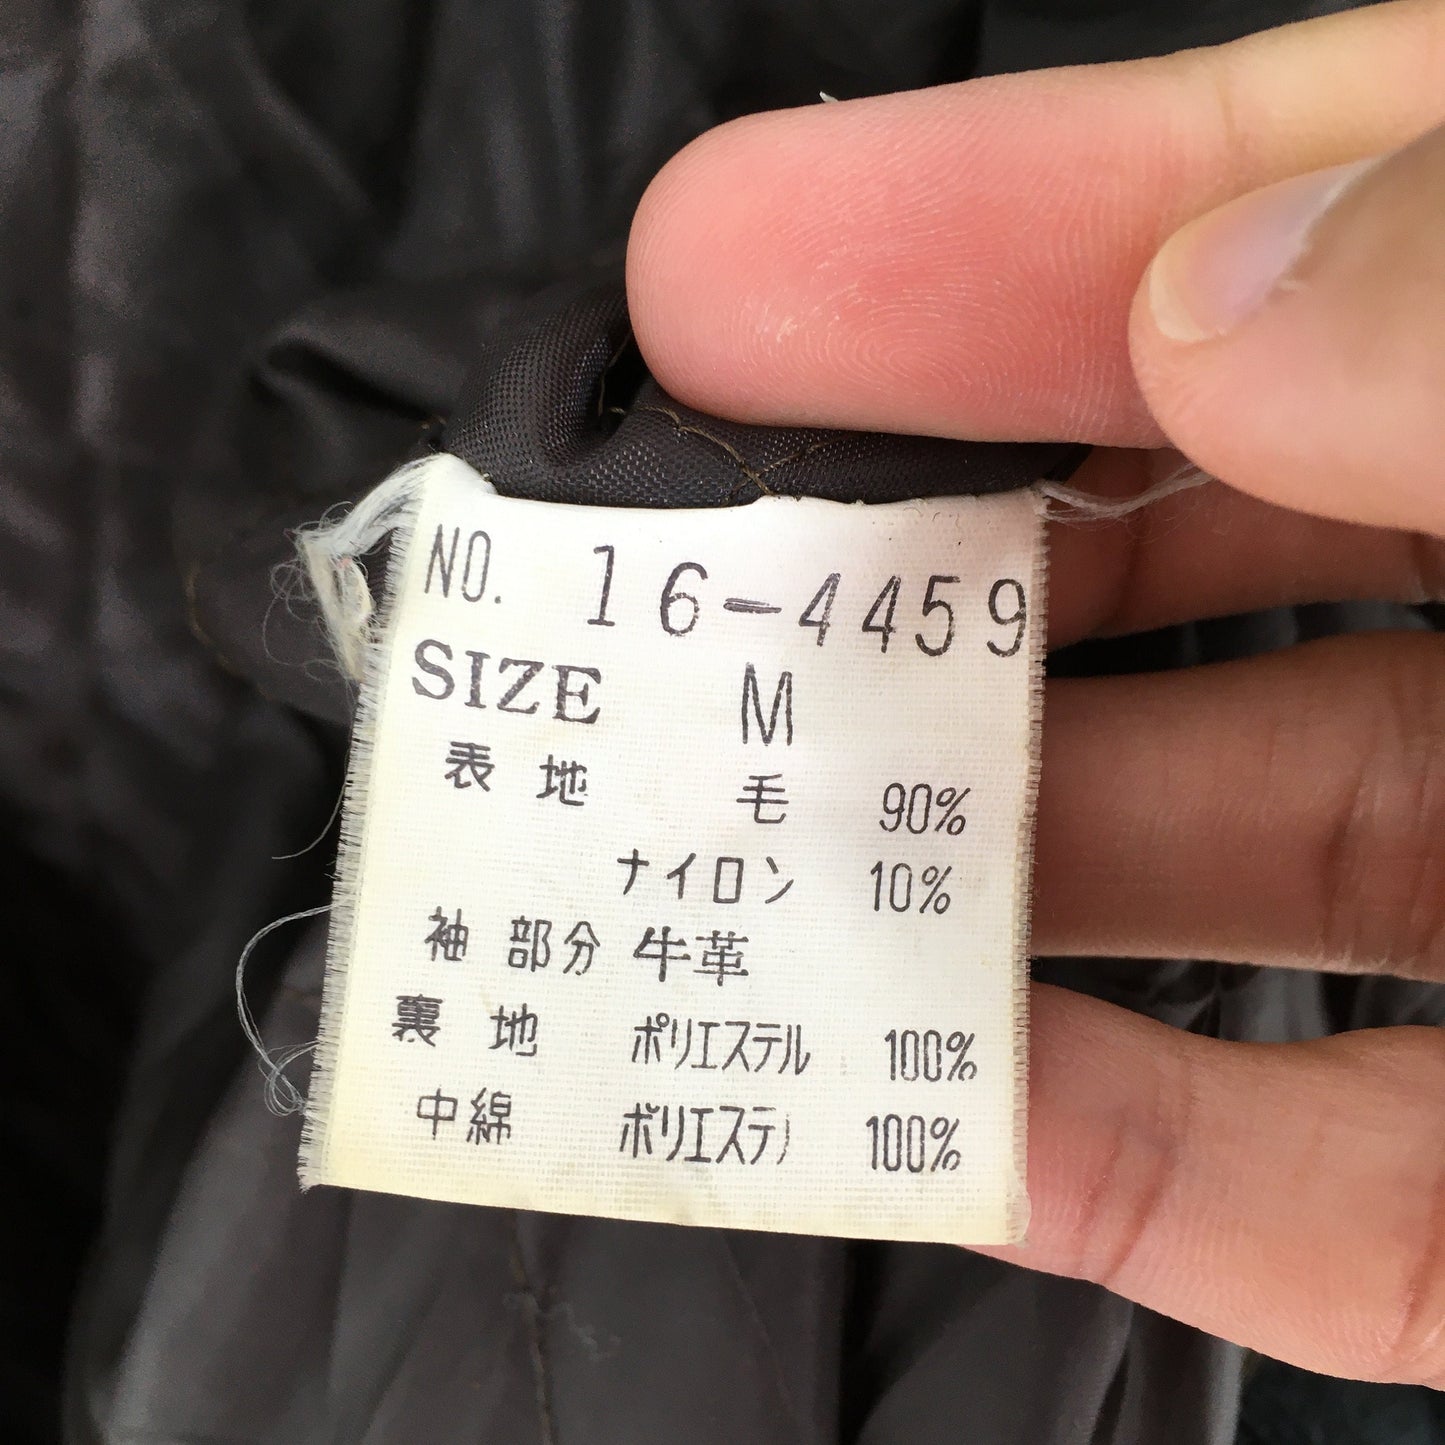 NO. 16-4459
SIZE M
表地 毛 90%
ナイロン 10%
袖部分 牛革
裏地 ポリエステル 100%
中綿 ポリエステル 100%